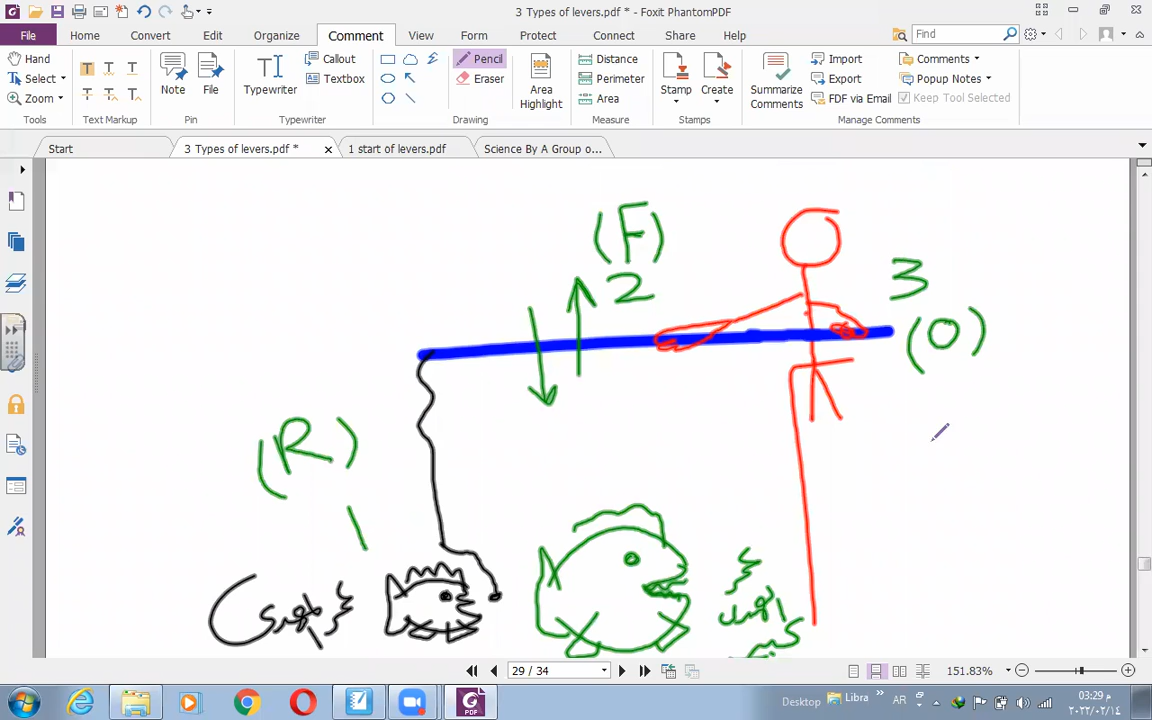 3 Types of levers.pdf * - Foxit PhantomPDF
File Home Convert Edit Organize Comment View Form Protect Share Help Find
Hand Select Zoom Tools
Text Markup
Note File Pin
Typewriter Callout Textbox Typewriter
Pencil Eraser Drawing
Area Highlight
Distance Perimeter Area Measure
Stamp Create Stamps
Summarize Comments Import Export FDF via Email Comments Popup Notes Keep Tool Selected Manage Comments
Start 3 Types of levers.pdf * 1 start of levers.pdf Science By A Group o...
(F)
2
3
(O)
(R)
1
29 / 34 151.83%
Desktop Libra AR 03:29 م
٢٠٢٢/٠٢/١٤